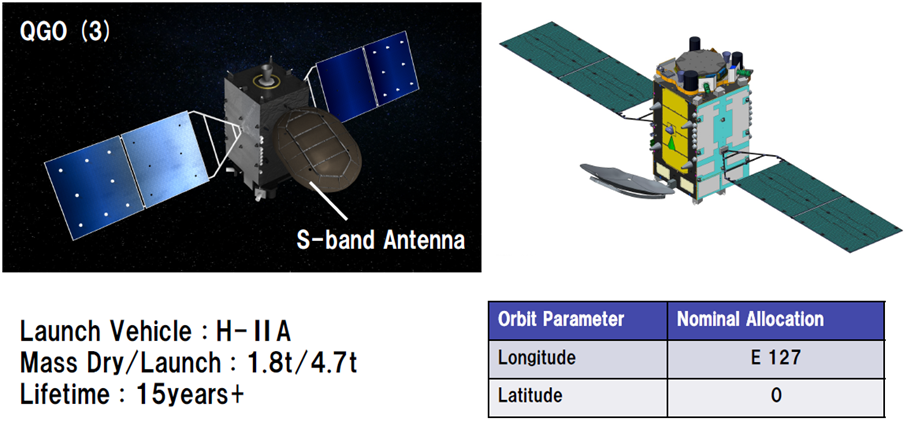 QGO (3)
S-band Antenna
Launch Vehicle : H-ⅡA
Mass Dry/Launch : 1.8t/4.7t
Lifetime : 15years+
Orbit Parameter Nominal Allocation
Longitude E 127
Latitude 0